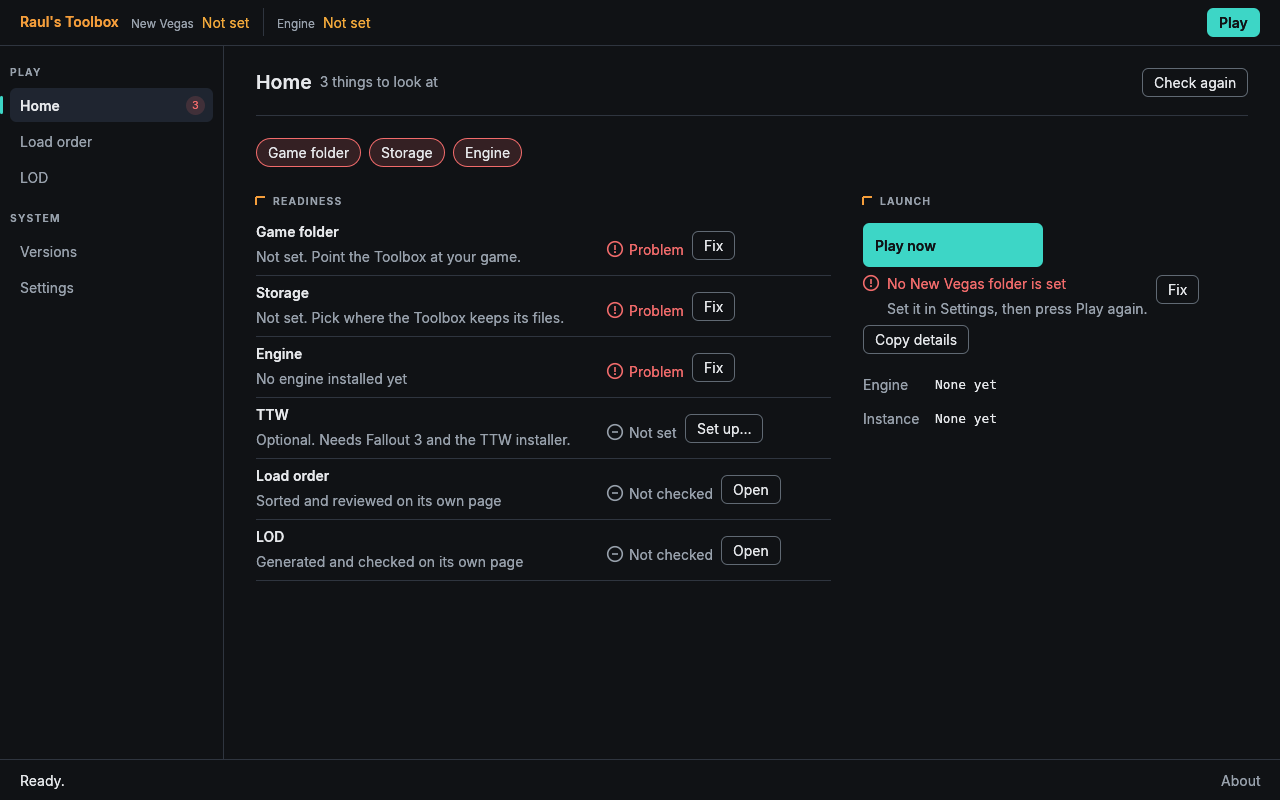 Raul's Toolbox New Vegas Not set Engine Not set Play
PLAY
Home 3
Load order
LOD
SYSTEM
Versions
Settings
Home 3 things to look at Check again
Game folder Storage Engine
READINESS
Game folder
Not set. Point the Toolbox at your game.
Problem Fix
Storage
Not set. Pick where the Toolbox keeps its files.
Problem Fix
Engine
No engine installed yet
Problem Fix
TTW
Optional. Needs Fallout 3 and the TTW installer.
Not set Set up...
Load order
Sorted and reviewed on its own page
Not checked Open
LOD
Generated and checked on its own page
Not checked Open
LAUNCH
Play now
No New Vegas folder is set
Set it in Settings, then press Play again.
Fix
Copy details
Engine None yet
Instance None yet
Ready. About